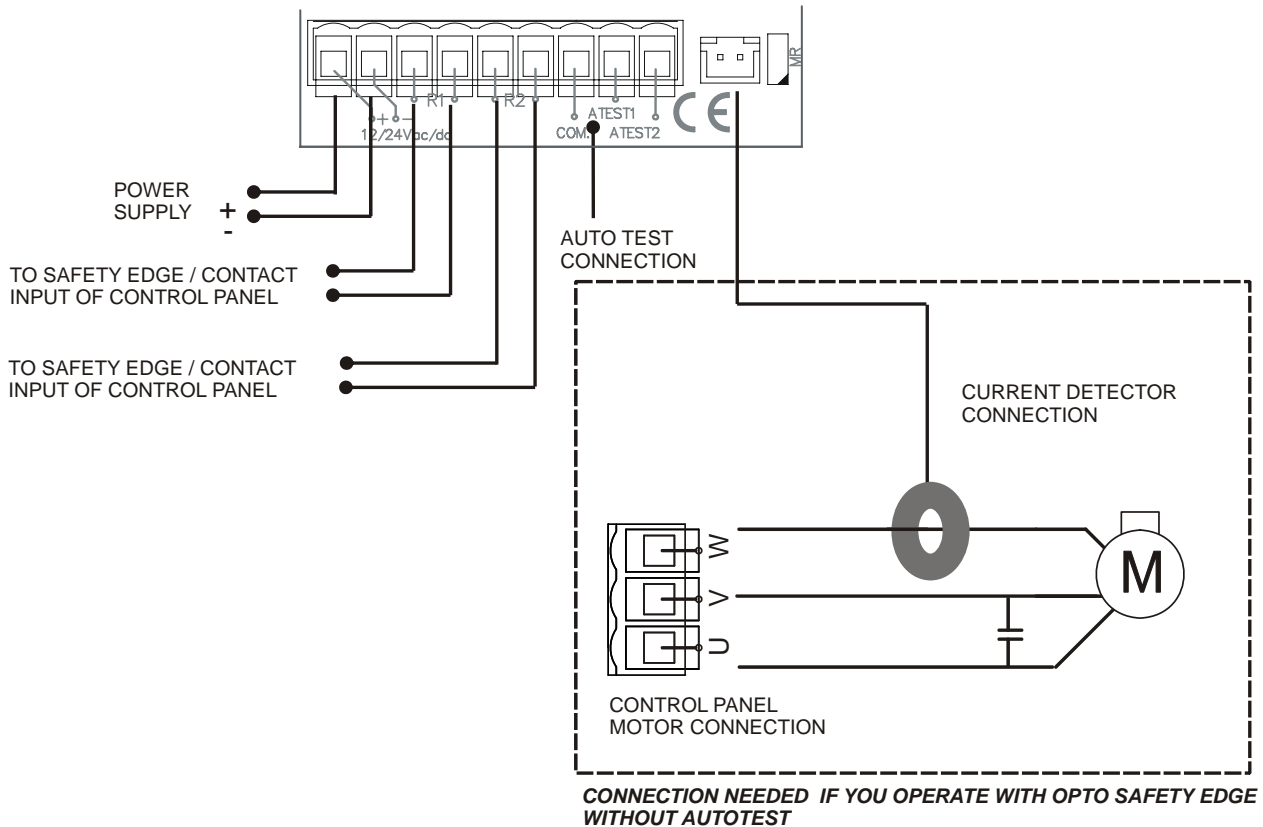 MR
R1
R2
+ -
12/24Vac/dc
COM.
ATEST1
ATEST2
CE
POWER
SUPPLY
+
-
AUTO TEST
CONNECTION
TO SAFETY EDGE / CONTACT
INPUT OF CONTROL PANEL
TO SAFETY EDGE / CONTACT
INPUT OF CONTROL PANEL
CURRENT DETECTOR
CONNECTION
W
V
U
M
CONTROL PANEL
MOTOR CONNECTION
CONNECTION NEEDED IF YOU OPERATE WITH OPTO SAFETY EDGE
WITHOUT AUTOTEST